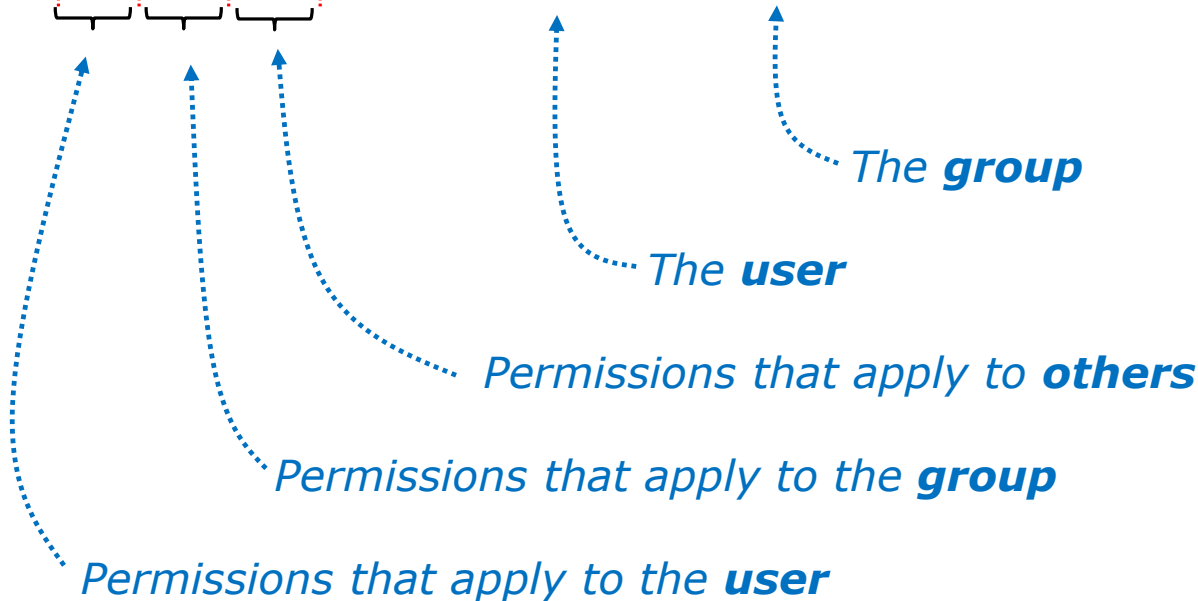 The group
The user
Permissions that apply to others
Permissions that apply to the group
Permissions that apply to the user